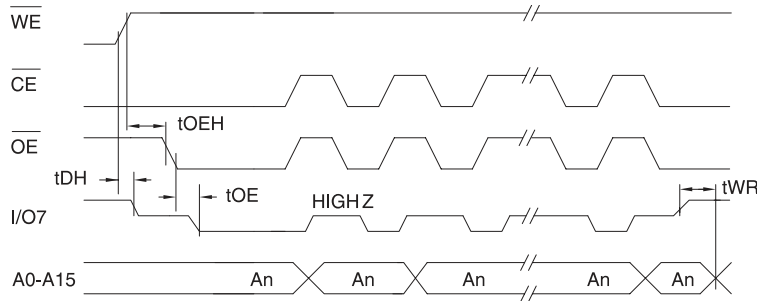 WE
CE
tOEH
OE
tDH
tOE
HIGH Z
tWR
I/O7
A0-A15
An An An An An